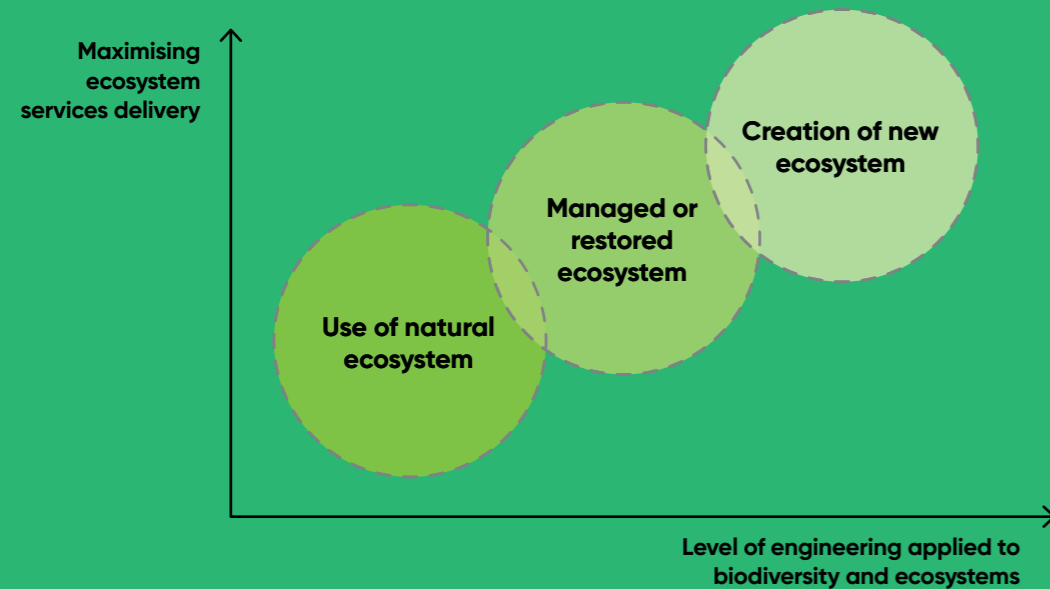 Maximising
ecosystem
services delivery
Creation of new
ecosystem
Managed or
restored
ecosystem
Use of natural
ecosystem
Level of engineering applied to
biodiversity and ecosystems